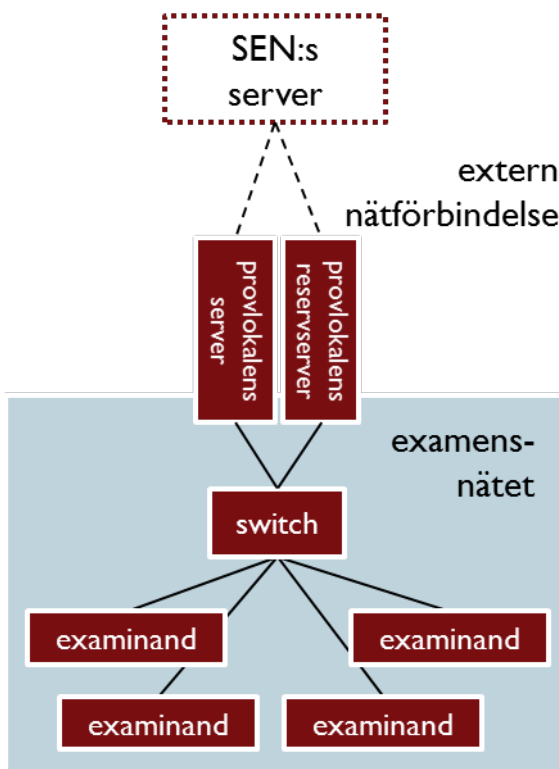 SEN:s
server
extern
nätförbindelse
provlokalens
server
provlokalens
reservserver
examens-
nätet
switch
examinand
examinand
examinand
examinand